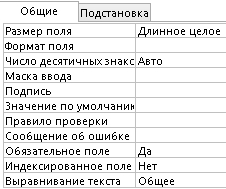 Общие Подстановка
Размер поля Длинное целое
Формат поля
Число десятичных знакс Авто
Маска ввода
Подпись
Значение по умолчани
Правило проверки
Сообщение об ошибке
Обязательное поле Да
Индексированное поле Нет
Выравнивание текста Общее